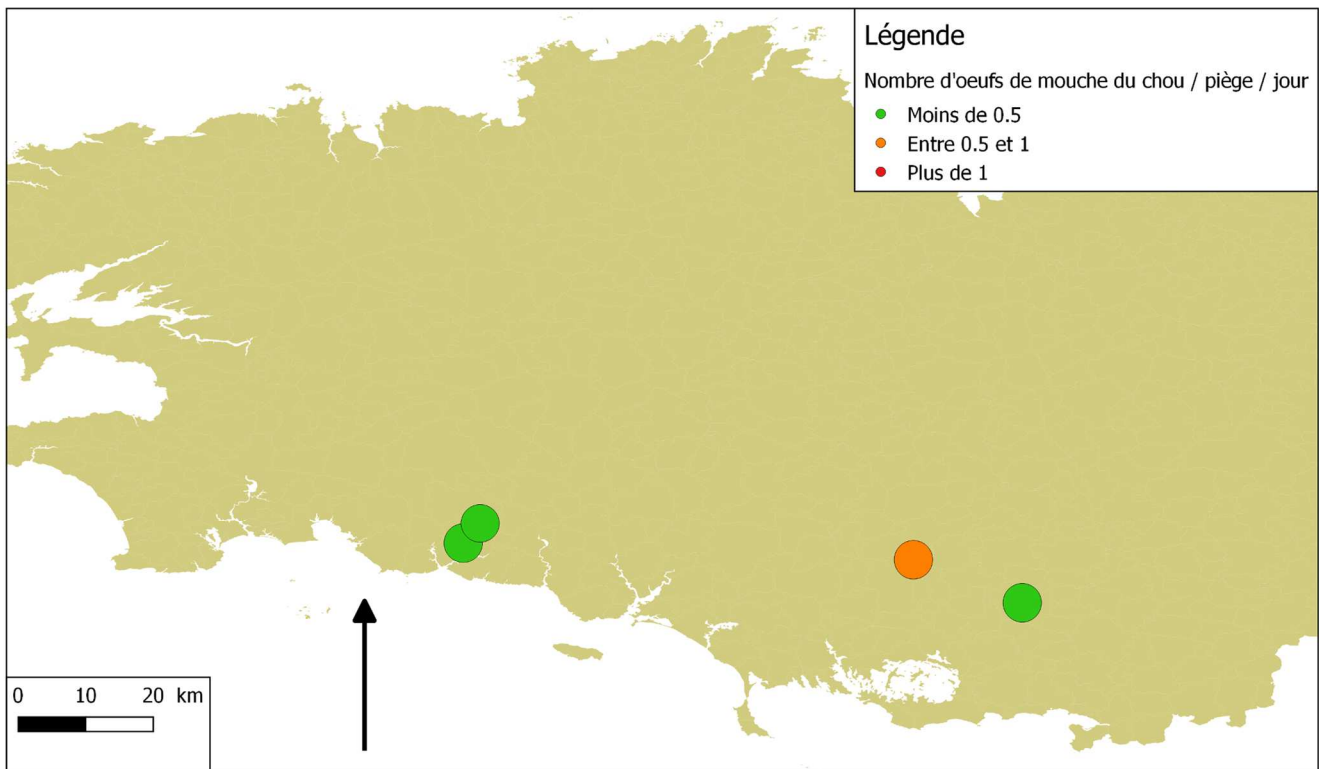 Légende
Nombre d'oeufs de mouche du chou / piège / jour
Moins de 0.5
Entre 0.5 et 1
Plus de 1
0 10 20 km